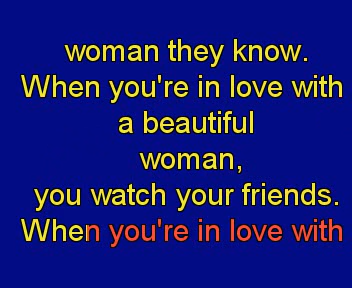 woman they know.
When you're in love with
a beautiful
woman,
you watch your friends.
When you're in love with